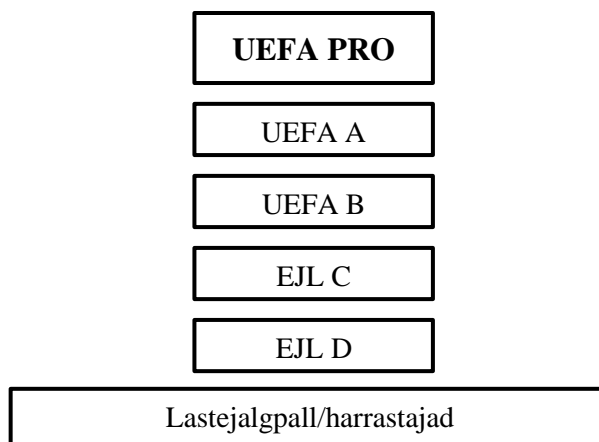 UEFA PRO
UEFA A
UEFA B
EJL C
EJL D
Lastejalgpall/harrastajad